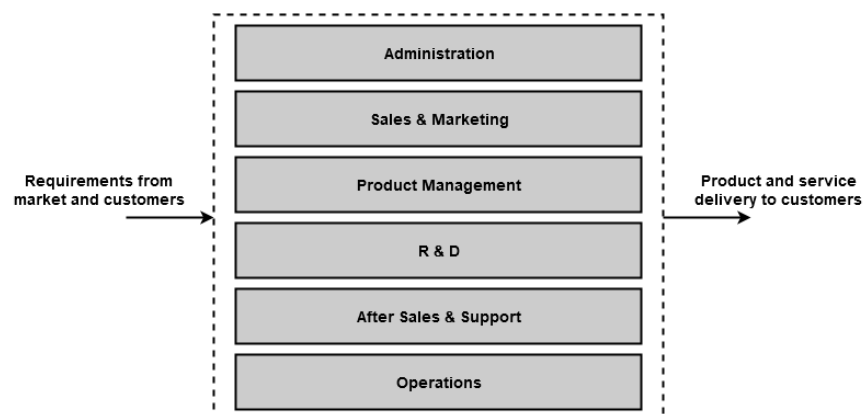 Administration
Sales & Marketing
Requirements from
market and customers
Product Management
Product and service
delivery to customers
R & D
After Sales & Support
Operations